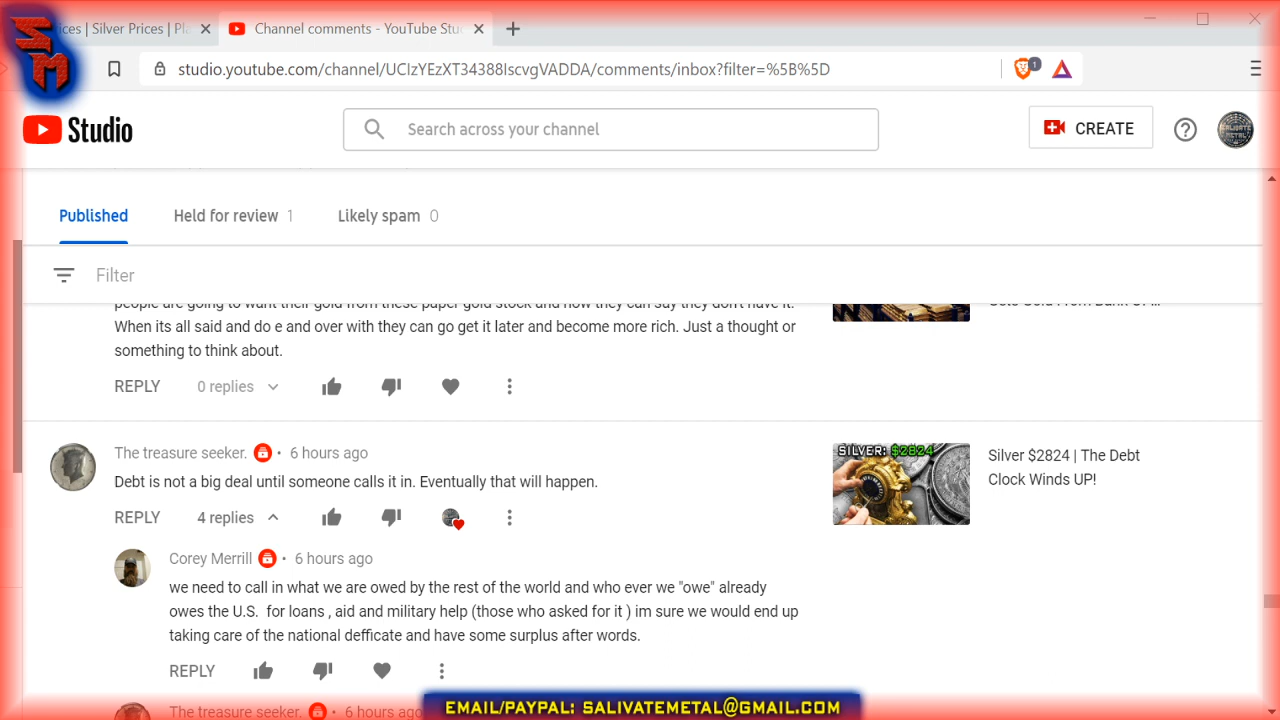 SM
ices | Silver Prices | Pla
Channel comments - YouTube Stu
studio.youtube.com/channel/UCIzYEzXT34388IscvgVADDA/comments/inbox?filter=%5B%5D
1
Studio
Search across your channel
CREATE
Published
Held for review 1
Likely spam 0
Filter
people are going to want their gold from these paper gold stock and now they can say they don't have it.
When its all said and do e and over with they can go get it later and become more rich. Just a thought or
something to think about.
REPLY 0 replies
The treasure seeker. • 6 hours ago
Debt is not a big deal until someone calls it in. Eventually that will happen.
REPLY 4 replies
SILVER: $2824
Silver $2824 | The Debt
Clock Winds UP!
Corey Merrill • 6 hours ago
we need to call in what we are owed by the rest of the world and who ever we "owe" already
owes the U.S. for loans , aid and military help (those who asked for it ) im sure we would end up
taking care of the national defficate and have some surplus after words.
REPLY
The treasure seeker. • 6 hours ago
EMAIL/PAYPAL: SALIVATEMETAL@GMAIL.COM